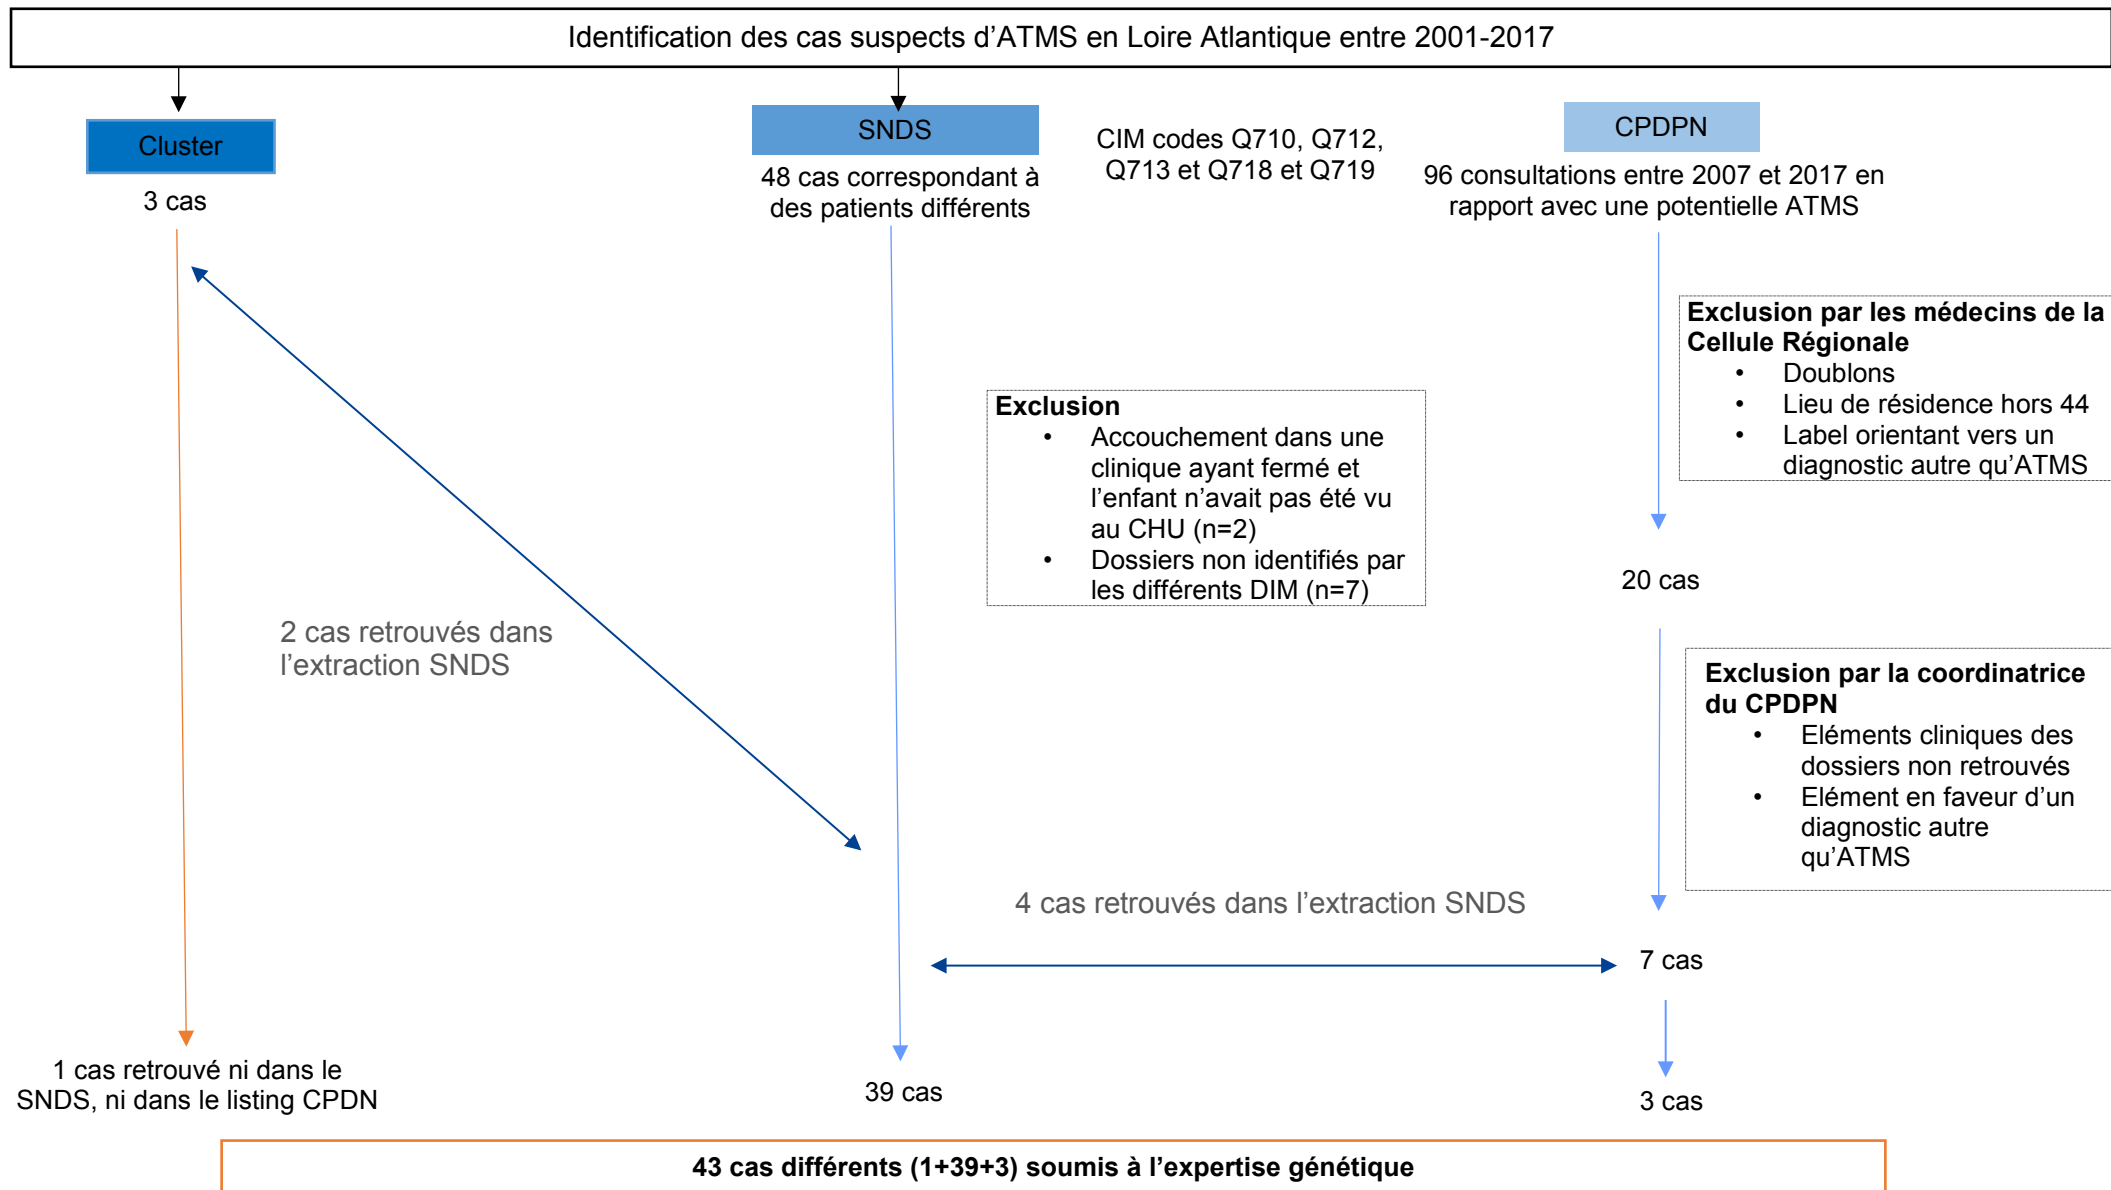 Identification des cas suspects d'ATMS en Loire Atlantique entre 2001-2017
Cluster
3 cas
SNDS
48 cas correspondant à
des patients différents
CIM codes Q710, Q712,
Q713 et Q718 et Q719
CPDPN
96 consultations entre 2007 et 2017 en
rapport avec une potentielle ATMS
Exclusion par les médecins de la
Cellule Régionale
• Doublons
• Lieu de résidence hors 44
• Label orientant vers un
diagnostic autre qu'ATMS
Exclusion
• Accouchement dans une
clinique ayant fermé et
l'enfant n'avait pas été vu
au CHU (n=2)
• Dossiers non identifiés par
les différents DIM (n=7)
20 cas
2 cas retrouvés dans
l'extraction SNDS
Exclusion par la coordinatrice
du CPDPN
• Eléments cliniques des
dossiers non retrouvés
• Elément en faveur d'un
diagnostic autre
qu'ATMS
4 cas retrouvés dans l'extraction SNDS
7 cas
1 cas retrouvé ni dans le
SNDS, ni dans le listing CPDN
39 cas
3 cas
43 cas différents (1+39+3) soumis à l'expertise génétique